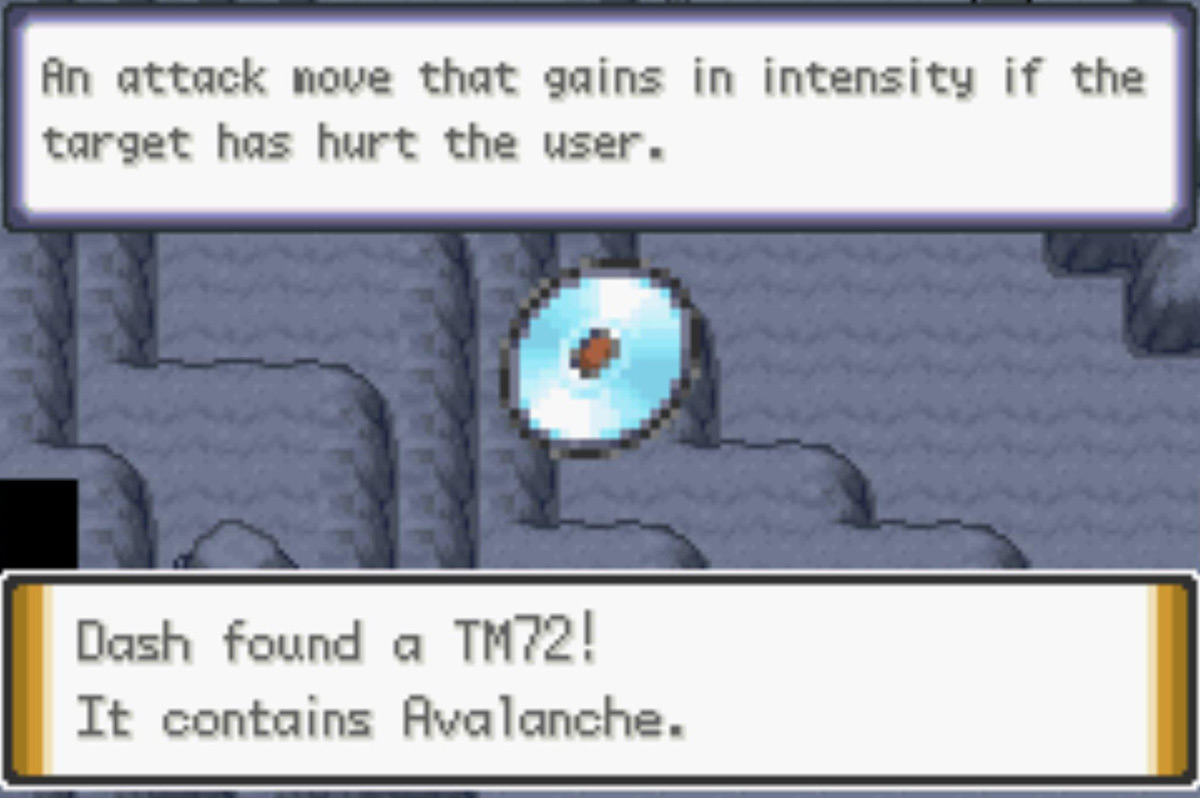 An attack move that gains in intensity if the
target has hurt the user.
Dash found a TM72!
It contains Avalanche.